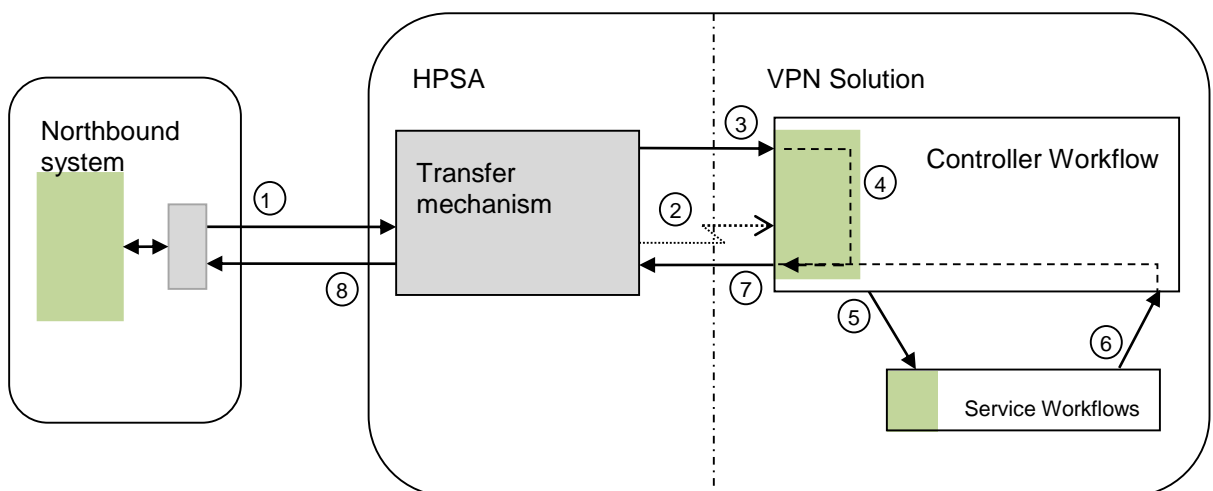 Northbound
system
HPSA
VPN Solution
Transfer
mechanism
Controller Workflow
Service Workflows
1
2
3
4
5
6
7
8